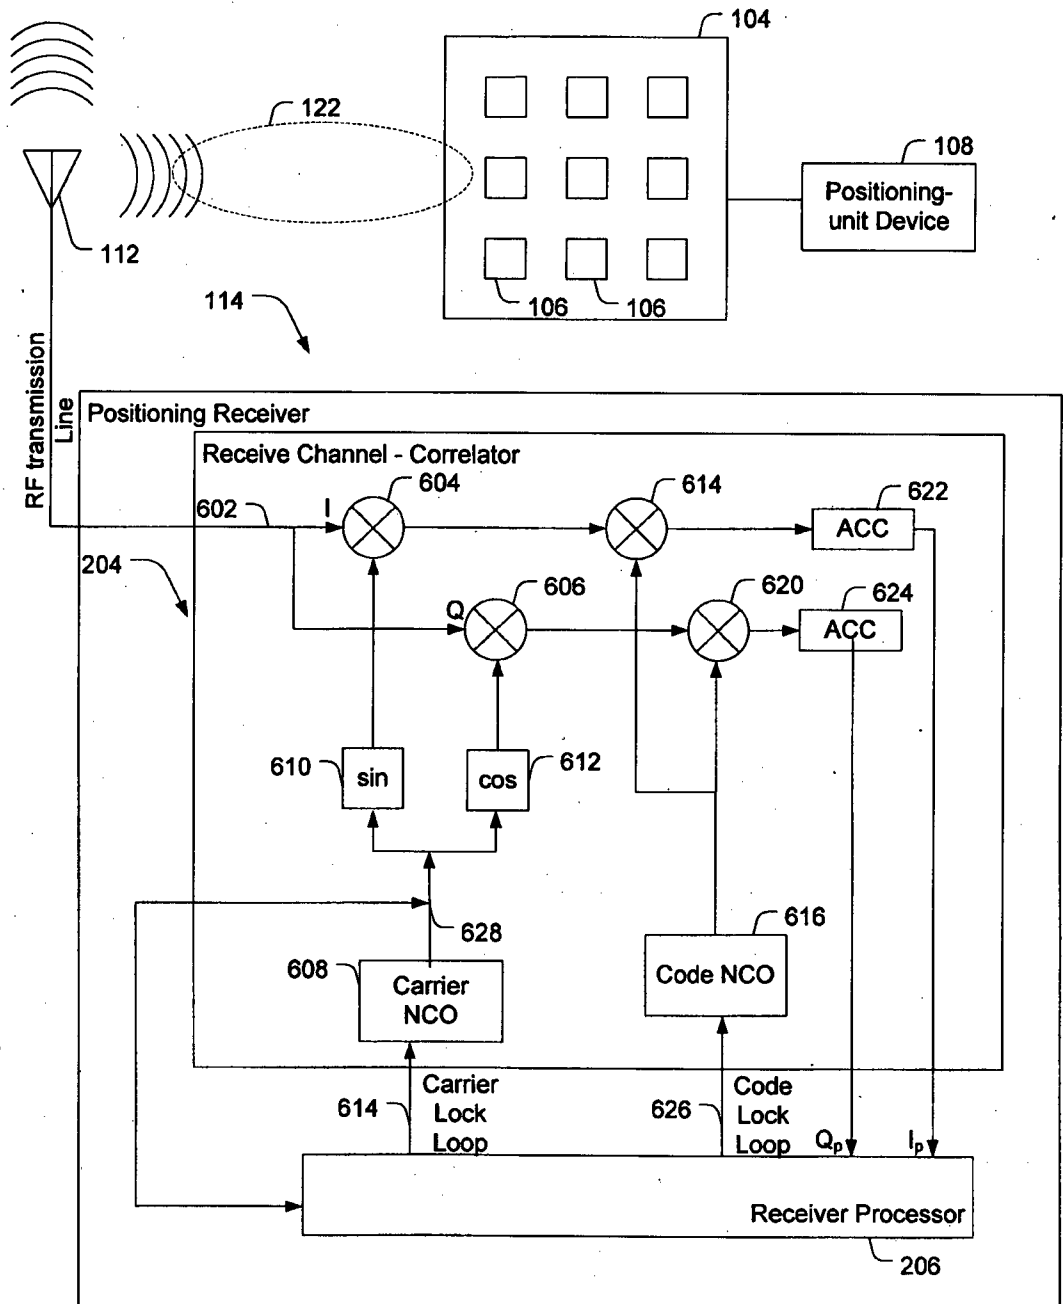 104
122
108
Positioning-
unit Device
112
106
106
114
RF transmission
Line
Positioning Receiver
Receive Channel - Correlator
604
614
622
602
I
ACC
204
606
620
624
Q
ACC
610
sin
cos
612
628
616
608
Carrier
NCO
Code NCO
614
Carrier
Lock
Loop
626
Code
Lock
Loop
Qp
Ip
Receiver Processor
206